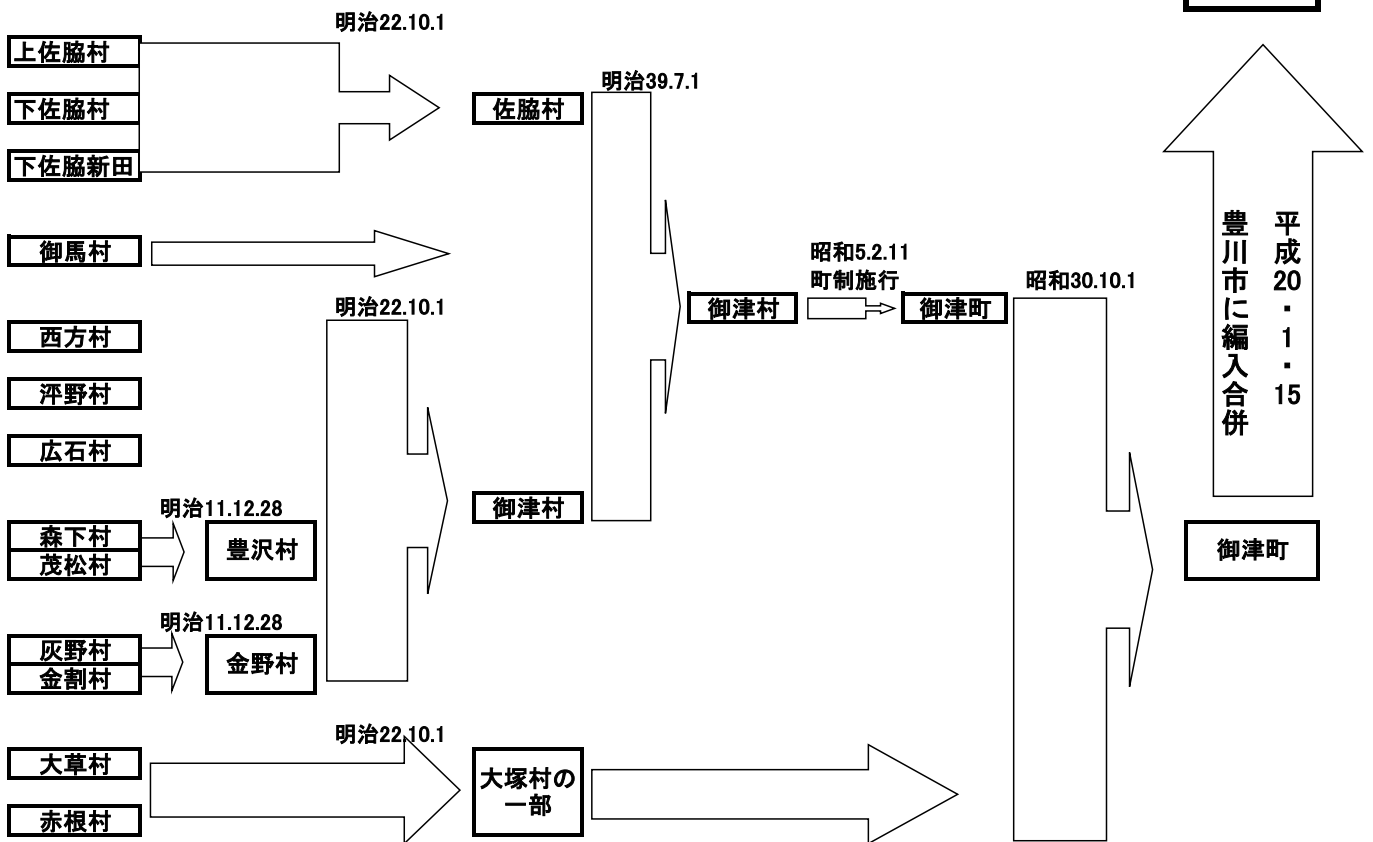 明治22.10.1
上佐脇村
下佐脇村
下佐脇新田
佐脇村
明治39.7.1
御馬村
明治22.10.1
西方村
泙野村
広石村
明治11.12.28
森下村
茂松村
豊沢村
明治11.12.28
灰野村
金割村
金野村
御津村
御津村
昭和5.2.11
町制施行
御津町
昭和30.10.1
明治22.10.1
大草村
赤根村
大塚村の
一部
御津町
平成20・1・15
豊川市に編入合併